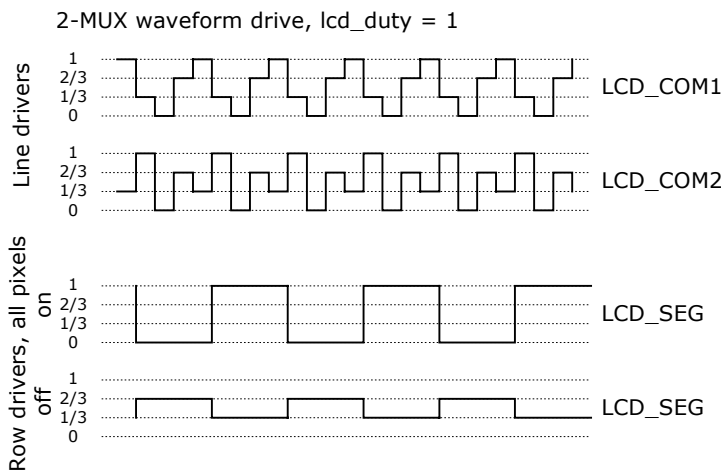 2-MUX waveform drive, lcd_duty = 1
Line drivers
1
2/3
1/3
0
LCD_COM1
1
2/3
1/3
0
LCD_COM2
Row drivers, all pixels
on
1
2/3
1/3
0
LCD_SEG
off
1
2/3
1/3
0
LCD_SEG